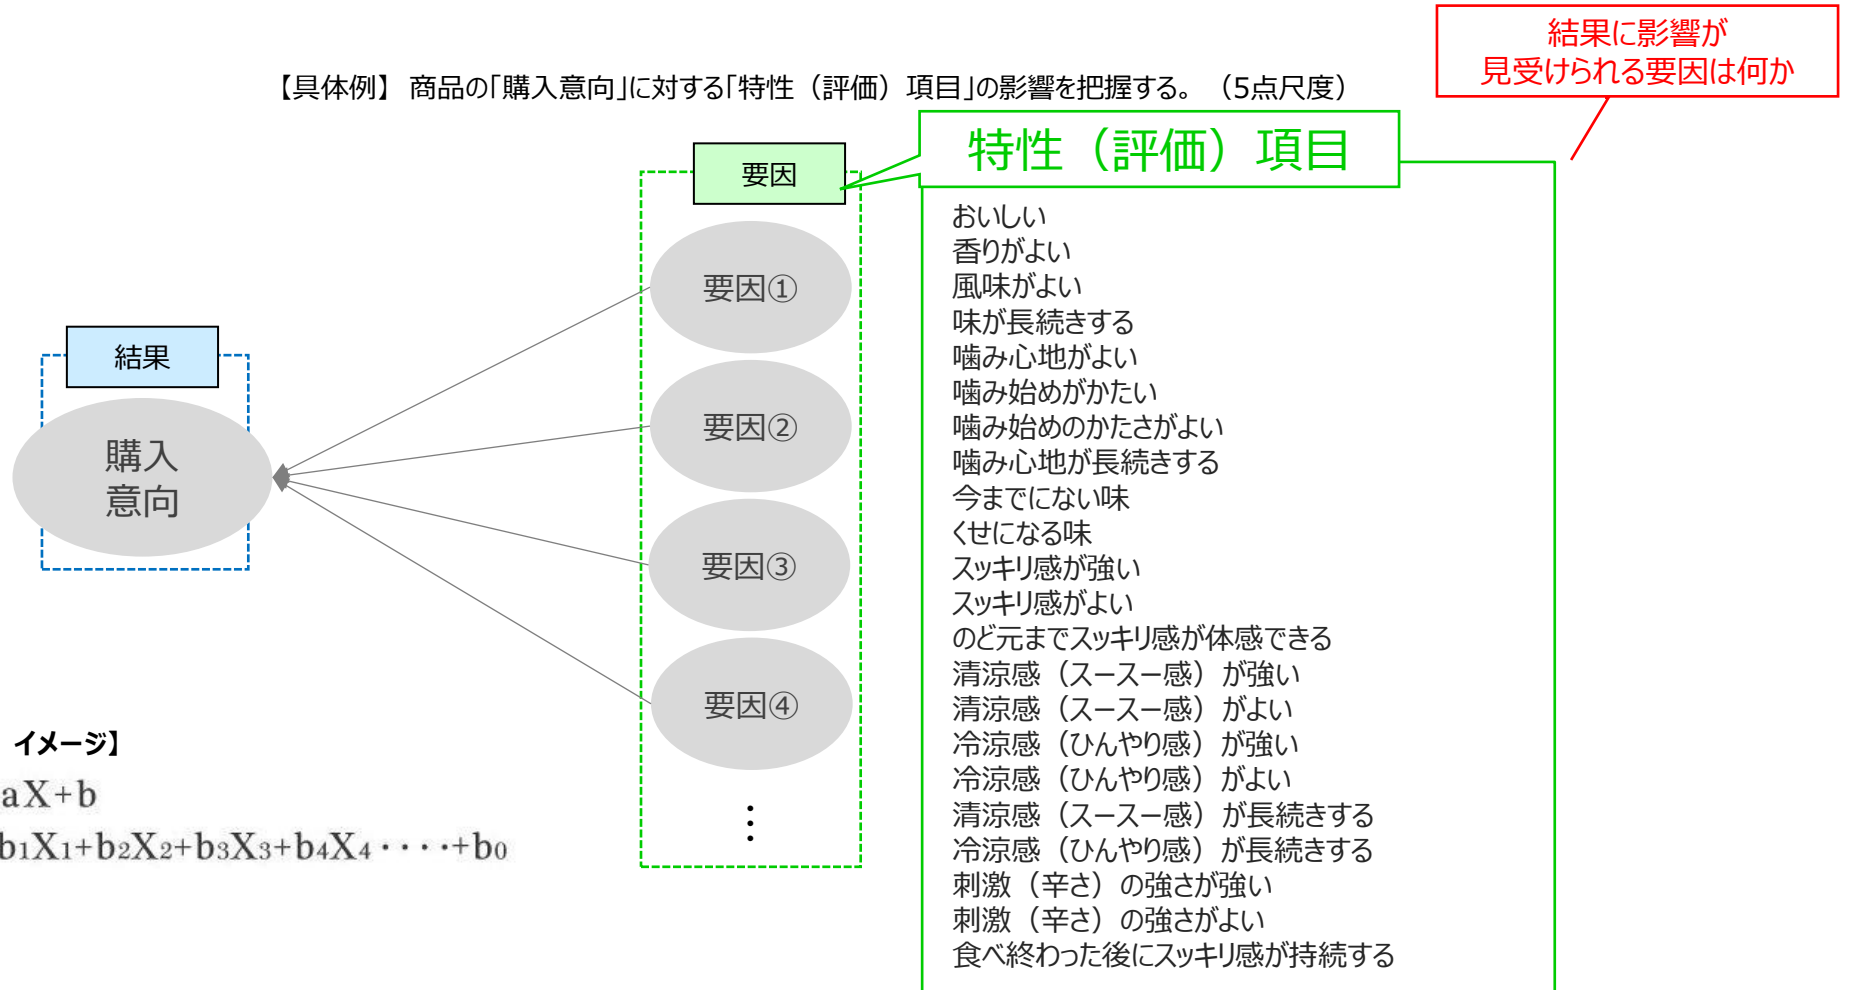 結果に影響が
見受けられる要因は何か
【具体例】 商品の「購入意向」に対する「特性（評価）項目」の影響を把握する。（5点尺度）
特性（評価）項目
要因
結果
購入
意向
要因①
要因②
要因③
要因④
⋮
おいしい
香りがよい
風味がよい
味が長続きする
噛み心地がよい
噛み始めがかたい
噛み始めのかたさがよい
噛み心地が長続きする
今までにない味
くせになる味
スッキリ感が強い
スッキリ感がよい
のど元までスッキリ感が体感できる
清涼感（スースー感）が強い
清涼感（スースー感）がよい
冷涼感（ひんやり感）が強い
冷涼感（ひんやり感）がよい
清涼感（スースー感）が長続きする
冷涼感（ひんやり感）が長続きする
刺激（辛さ）の強さが強い
刺激（辛さ）の強さがよい
食べ終わった後にスッキリ感が持続する
イメージ】
aX+b
b1X1+b2X2+b3X3+b4X4････+b0